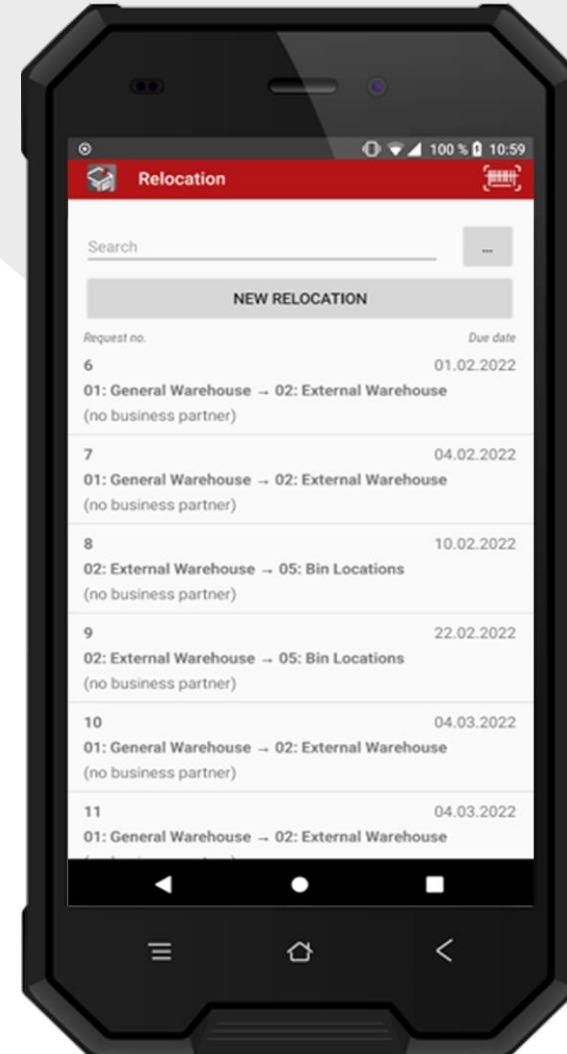 100 % 10:59
Relocation
Search ...
NEW RELOCATION
Request no. Due date
6 01.02.2022
01: General Warehouse → 02: External Warehouse
(no business partner)
7 04.02.2022
01: General Warehouse → 02: External Warehouse
(no business partner)
8 10.02.2022
02: External Warehouse → 05: Bin Locations
(no business partner)
9 22.02.2022
02: External Warehouse → 05: Bin Locations
(no business partner)
10 04.03.2022
01: General Warehouse → 02: External Warehouse
(no business partner)
11 04.03.2022
01: General Warehouse → 02: External Warehouse